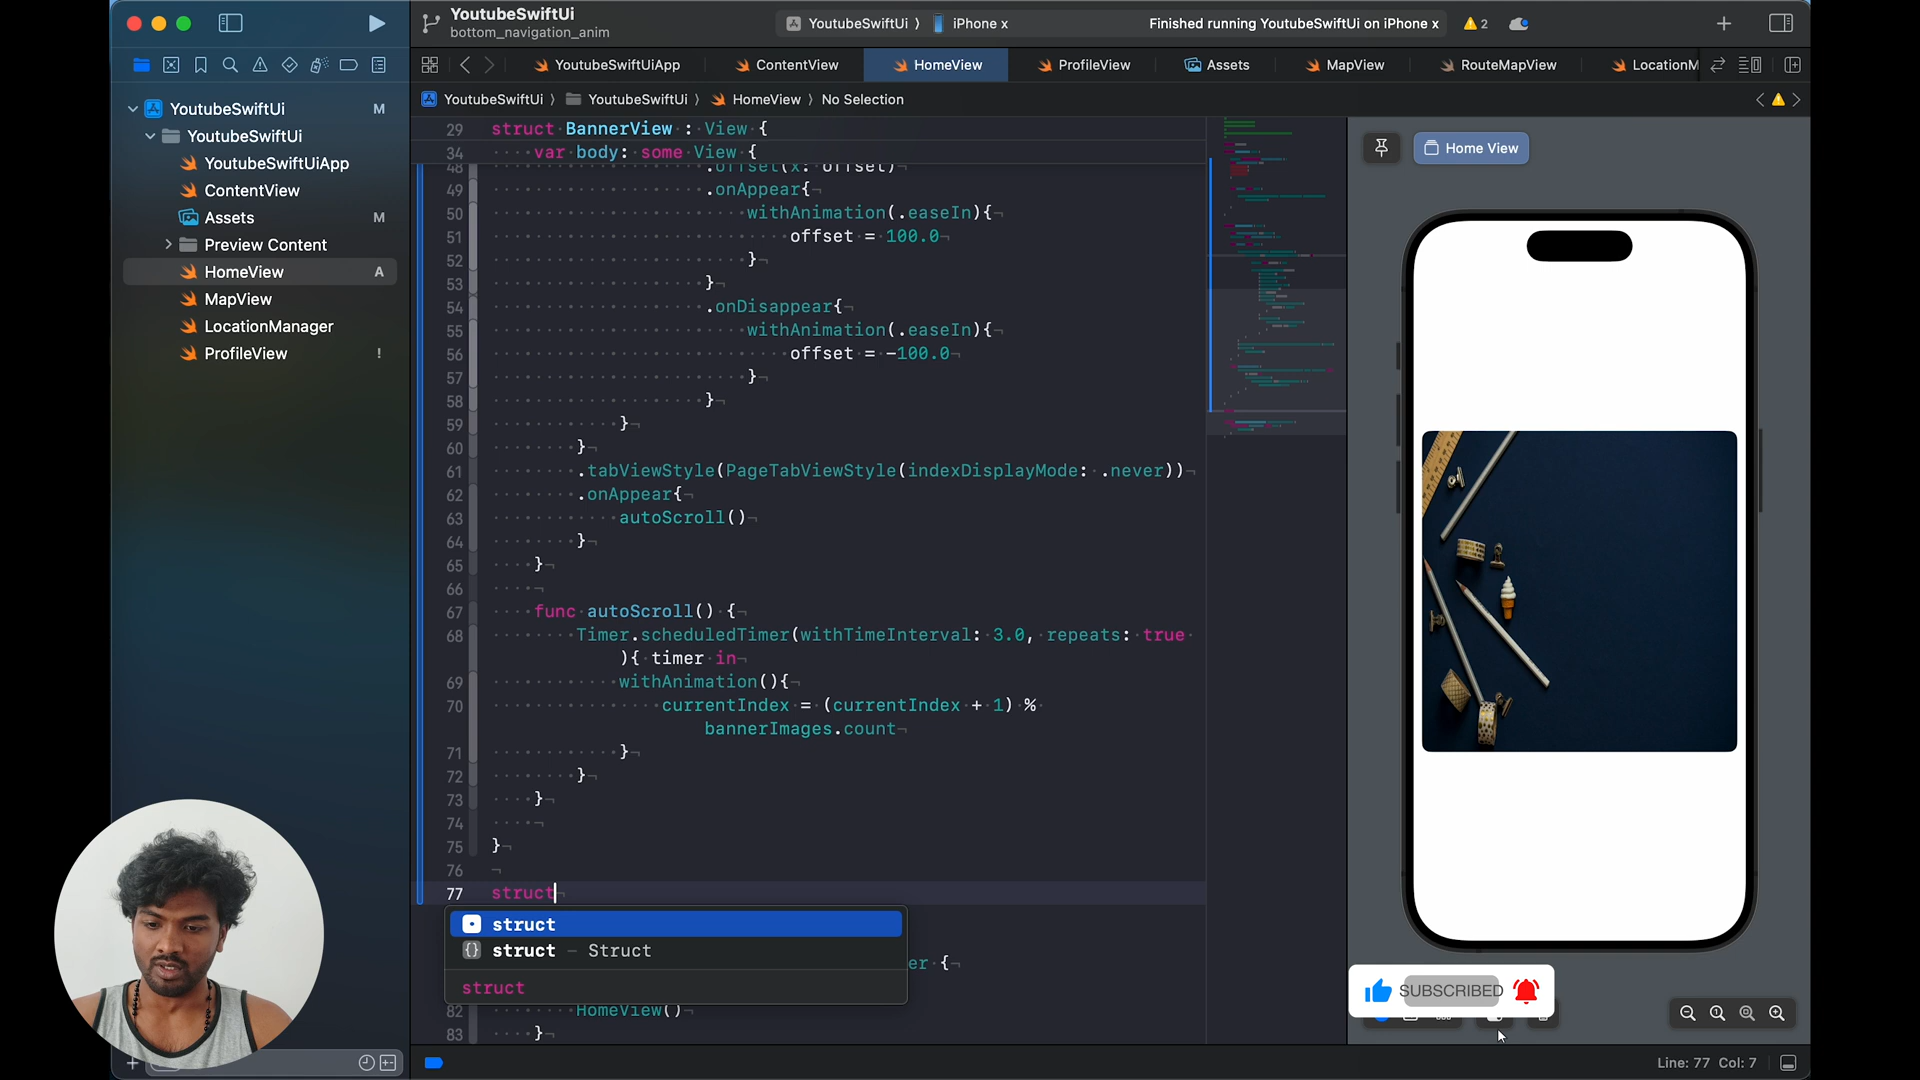 YoutubeSwiftUi
bottom_navigation_anim
YoutubeSwiftUi 〉 iPhone x
Finished running YoutubeSwiftUi on iPhone x
2
YoutubeSwiftUiApp
ContentView
HomeView
ProfileView
Assets
MapView
RouteMapView
LocationM
YoutubeSwiftUi 〉 YoutubeSwiftUi 〉 HomeView 〉 No Selection
YoutubeSwiftUi M
YoutubeSwiftUi
YoutubeSwiftUiApp
ContentView
Assets M
Preview Content
HomeView A
MapView
LocationManager
ProfileView !
29 struct BannerView : View {
34 var body: some View {
48 .offset(x: offset)
49 .onAppear{
50 withAnimation(.easeIn){
51 offset = 100.0
52 }
53 }
54 .onDisappear{
55 withAnimation(.easeIn){
56 offset = -100.0
57 }
58 }
59 }
60 }
61 .tabViewStyle(PageTabViewStyle(indexDisplayMode: .never))
62 .onAppear{
63 autoScroll()
64 }
65 }
66
67 func autoScroll() {
68 Timer.scheduledTimer(withTimeInterval: 3.0, repeats: true
){ timer in
69 withAnimation(){
70 currentIndex = (currentIndex + 1) %
bannerImages.count
71 }
72 }
73 }
74
75 }
76
77 struct
struct
struct – Struct
er {
struct
82 HomeView()
83 }
Home View
SUBSCRIBED
Line: 77 Col: 7